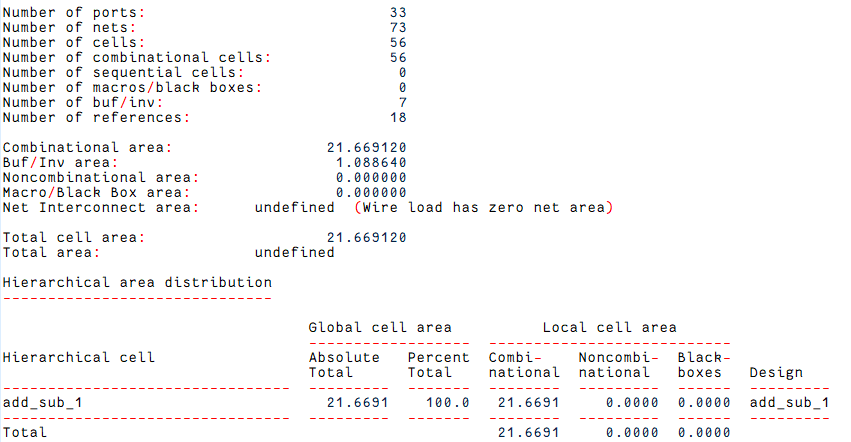 Number of ports: 33
Number of nets: 73
Number of cells: 56
Number of combinational cells: 56
Number of sequential cells: 0
Number of macros/black boxes: 0
Number of buf/inv: 7
Number of references: 18
Combinational area: 21.669120
Buf/Inv area: 1.088640
Noncombinational area: 0.000000
Macro/Black Box area: 0.000000
Net Interconnect area: undefined (Wire load has zero net area)
Total cell area: 21.669120
Total area: undefined
Hierarchical area distribution
------------------------------
Global cell area Local cell area
------------------ ---------------------------
Hierarchical cell Absolute Percent Combi- Noncombi- Black-
Total Total national national boxes Design
-------------------------------- --------- ------- -------- --------- ------ ---------
add_sub_1 21.6691 100.0 21.6691 0.0000 0.0000 add_sub_1
-------------------------------- --------- ------- -------- --------- ------ ---------
Total 21.6691 0.0000 0.0000